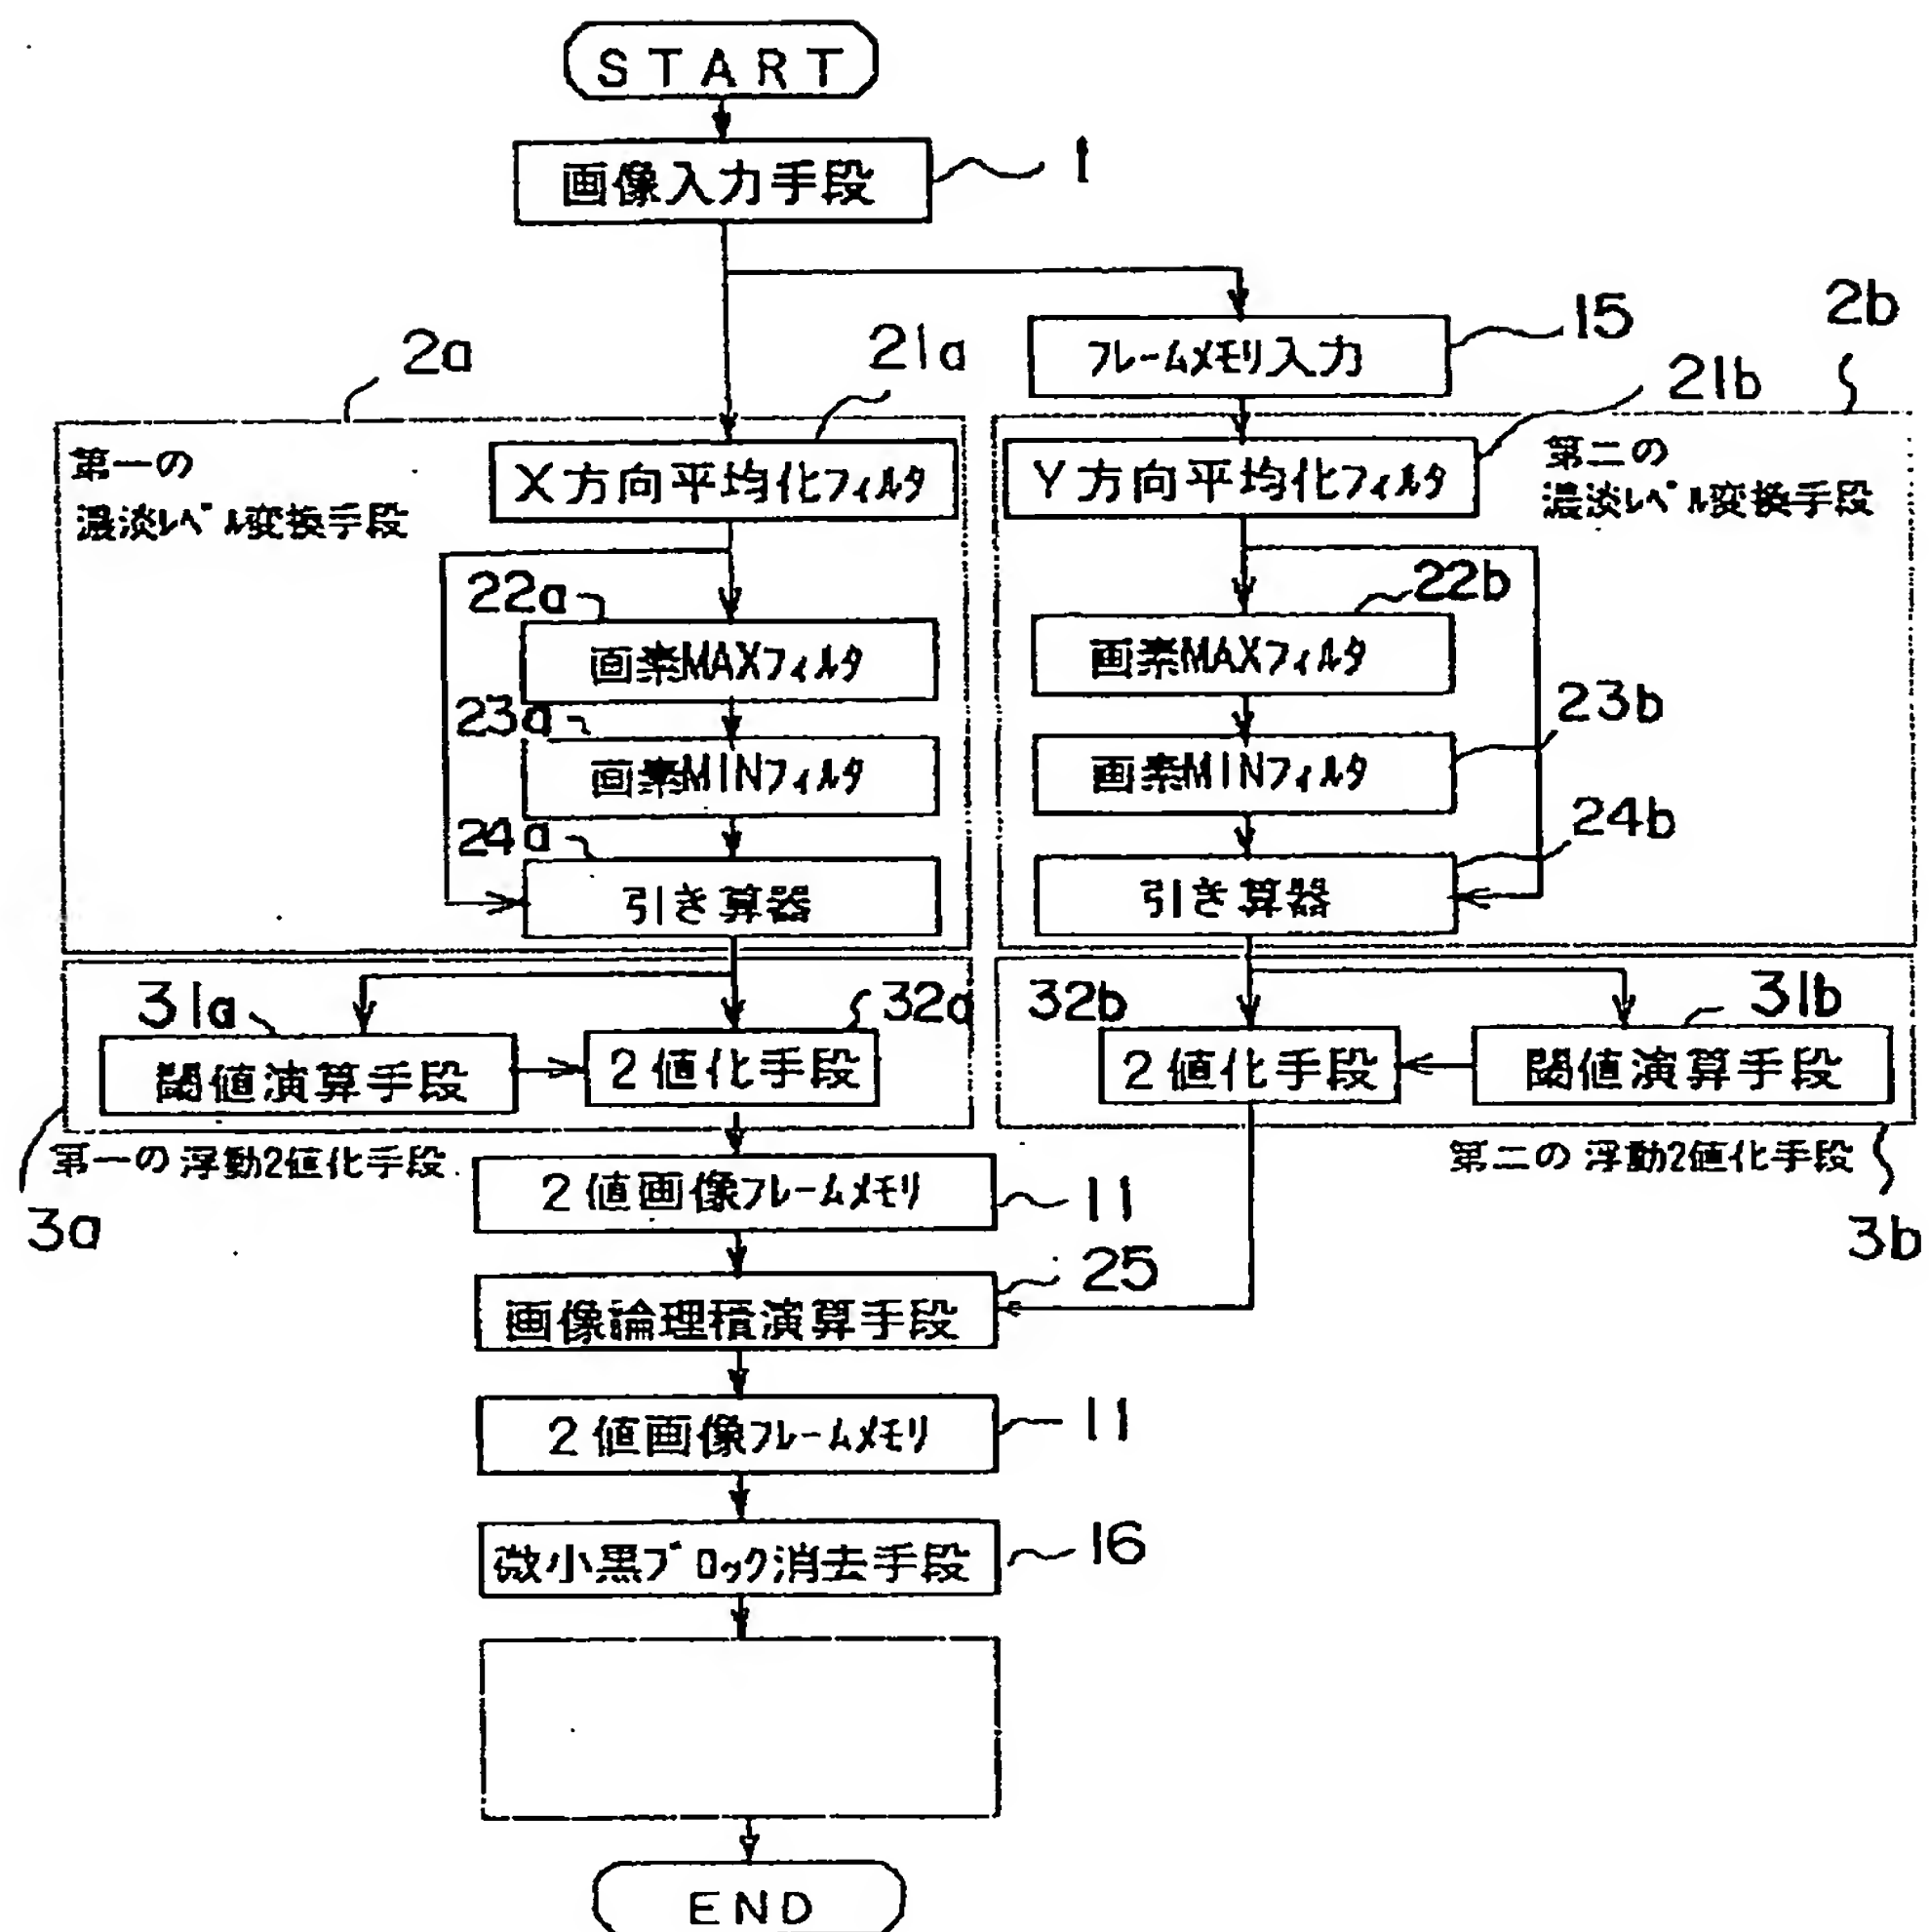 START
画像入力手段
1
フレームメモリ入力
15
2a
21a
2b
21b
第一の
濃淡レベル変換手段
X方向平均化フィルタ
Y方向平均化フィルタ
第二の
濃淡レベル変換手段
22a
22b
画素MAXフィルタ
画素MAXフィルタ
23a
23b
画素MINフィルタ
画素MINフィルタ
24a
24b
引き算器
引き算器
31a
32a
32b
31b
閾値演算手段
2値化手段
2値化手段
閾値演算手段
第一の浮動2値化手段
第二の浮動2値化手段
3a
3b
2値画像フレームメモリ
11
25
画像論理積演算手段
2値画像フレームメモリ
11
微小黒ブロック消去手段
16
END